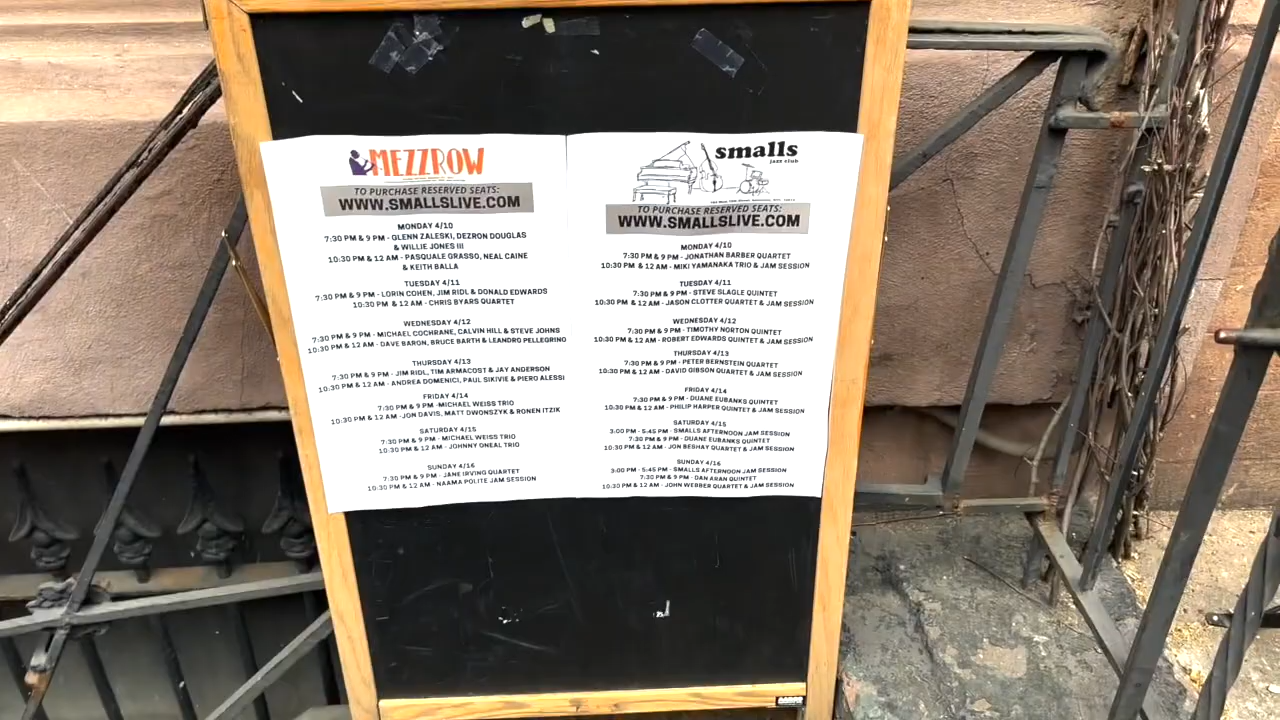 MEZZROW
TO PURCHASE RESERVED SEATS:
WWW.SMALLSLIVE.COM
MONDAY 4/10
7:30 PM & 9 PM - GLENN ZALESKI, DEZRON DOUGLAS
& WILLIE JONES III
10:30 PM & 12 AM - PASQUALE GRASSO, NEAL CAINE
& KEITH BALLA
TUESDAY 4/11
7:30 PM & 9 PM - LORIN COHEN, JIM RIDL & DONALD EDWARDS
10:30 PM & 12 AM - CHRIS BYARS QUARTET
WEDNESDAY 4/12
7:30 PM & 9 PM - MICHAEL COCHRANE, CALVIN HILL & STEVE JOHNS
10:30 PM & 12 AM - DAVE BARON, BRUCE BARTH & LEANDRO PELLEGRINO
THURSDAY 4/13
7:30 PM & 9 PM - JIM RIDL, TIM ARMACOST & JAY ANDERSON
10:30 PM & 12 AM - ANDREA DOMENICI, PAUL SIKIVIE & PIERO ALESSI
FRIDAY 4/14
7:30 PM & 9 PM -MICHAEL WEISS TRIO
10:30 PM & 12 AM -JON DAVIS, MATT DWONSZYK & RONEN ITZIK
SATURDAY 4/15
7:30 PM & 9 PM - MICHAEL WEISS TRIO
10:30 PM & 12 AM - JOHNNY ONEAL TRIO
SUNDAY 4/16
7:30 PM & 9 PM - JANE IRVING QUARTET
10:30 PM & 12 AM - NAAMA POLITE JAM SESSION
smalls
jazz club
TO PURCHASE RESERVED SEATS:
WWW.SMALLSLIVE.COM
MONDAY 4/10
7:30 PM & 9 PM - JONATHAN BARBER QUARTET
10:30 PM & 12 AM - MIKI YAMANAKA TRIO & JAM SESSION
TUESDAY 4/11
7:30 PM & 9 PM - STEVE SLAGLE QUINTET
10:30 PM & 12 AM - JASON CLOTTER QUARTET & JAM SESSION
WEDNESDAY 4/12
7:30 PM & 9 PM - TIMOTHY NORTON QUINTET
10:30 PM & 12 AM - ROBERT EDWARDS QUINTET & JAM SESSION
THURSDAY 4/13
7:30 PM & 9 PM - PETER BERNSTEIN QUARTET
10:30 PM & 12 AM - DAVID GIBSON QUARTET & JAM SESSION
FRIDAY 4/14
7:30 PM & 9 PM - DUANE EUBANKS QUINTET
10:30 PM & 12 AM - PHILIP HARPER QUINTET & JAM SESSION
SATURDAY 4/15
3:00 PM - 5:45 PM - SMALLS AFTERNOON JAM SESSION
7:30 PM & 9 PM - DUANE EUBANKS QUINTET
10:30 PM & 12 AM - JON BESHAY QUARTET & JAM SESSION
SUNDAY 4/16
3:00 PM - 5:45 PM - SMALLS AFTERNOON JAM SESSION
7:30 PM & 9 PM - DAN ARAN QUINTET
10:30 PM & 12 AM - JOHN WEBBER QUARTET & JAM SESSION